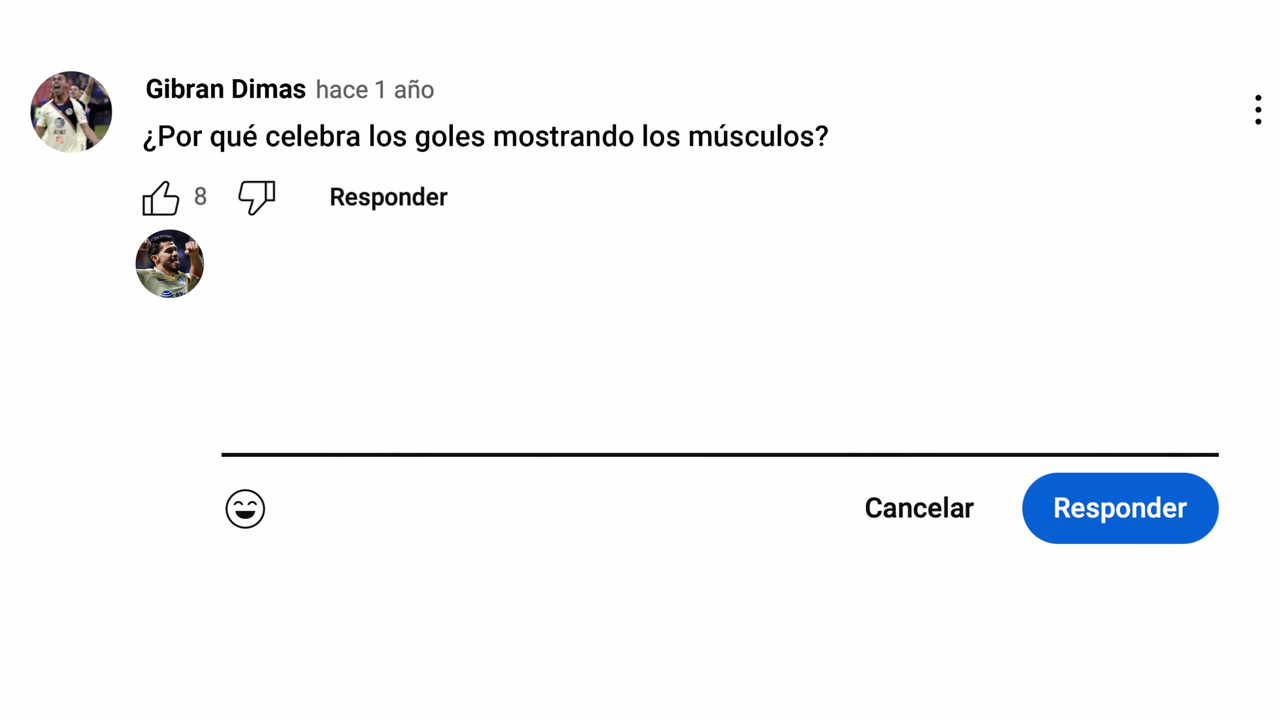 Gibran Dimas hace 1 año
¿Por qué celebra los goles mostrando los músculos?
8 Responder
Cancelar Responder